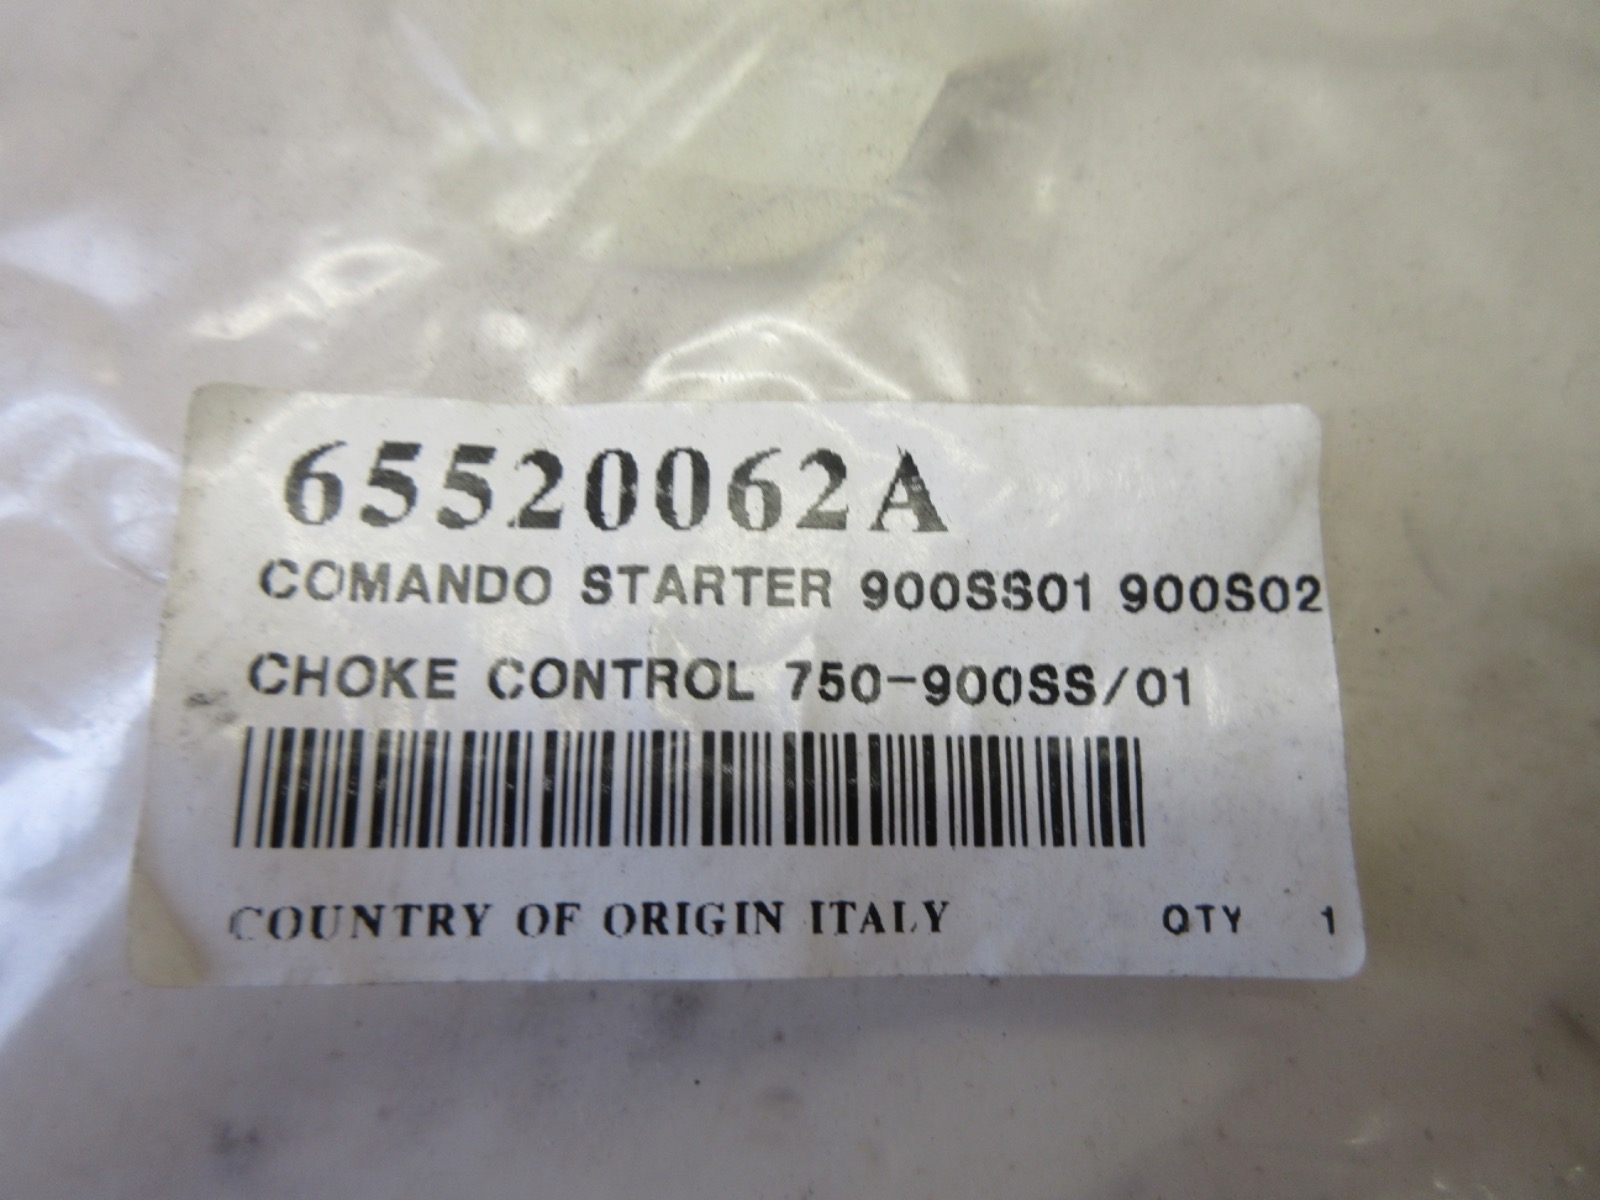 65520062A
COMANDO STARTER 900SS01 900S02
CHOKE CONTROL 750-900SS/01
COUNTRY OF ORIGIN ITALY QTY 1